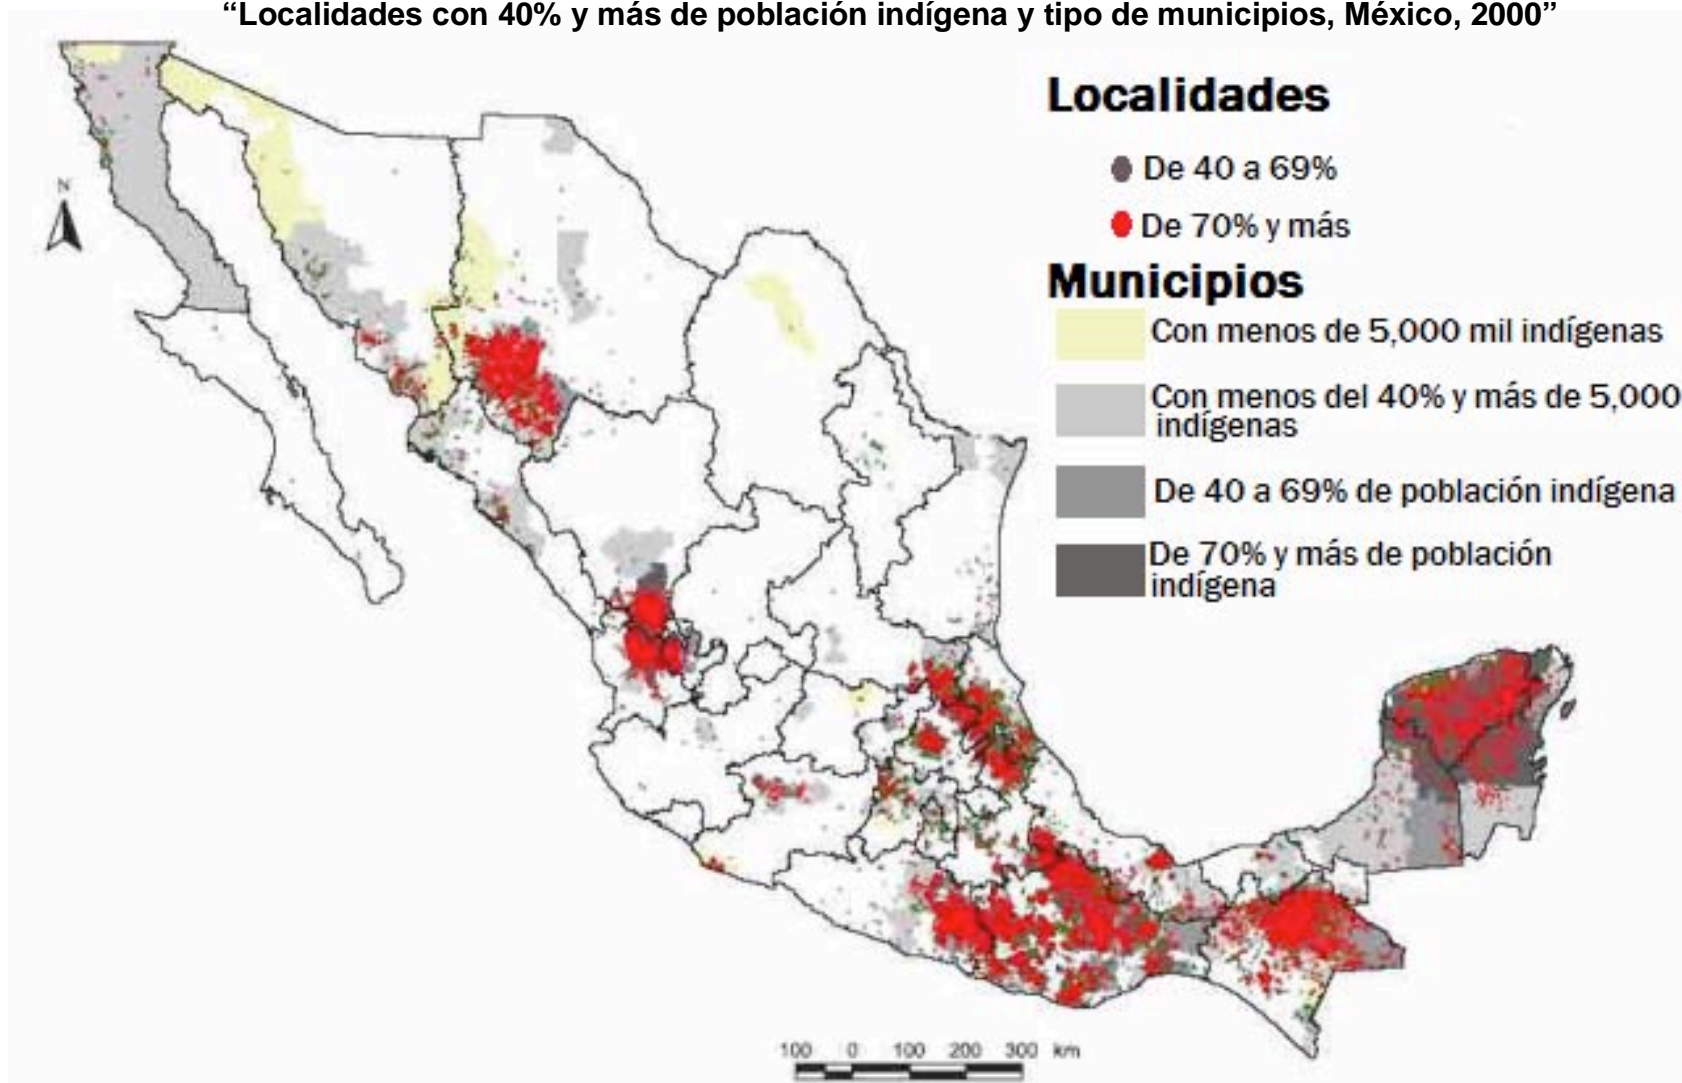 “Localidades con 40% y más de población indígena y tipo de municipios, México, 2000”
Localidades
De 40 a 69%
De 70% y más
Municipios
Con menos de 5,000 mil indígenas
Con menos del 40% y más de 5,000
indígenas
De 40 a 69% de población indígena
De 70% y más de población
indígena
N
100 0 100 200 300 km